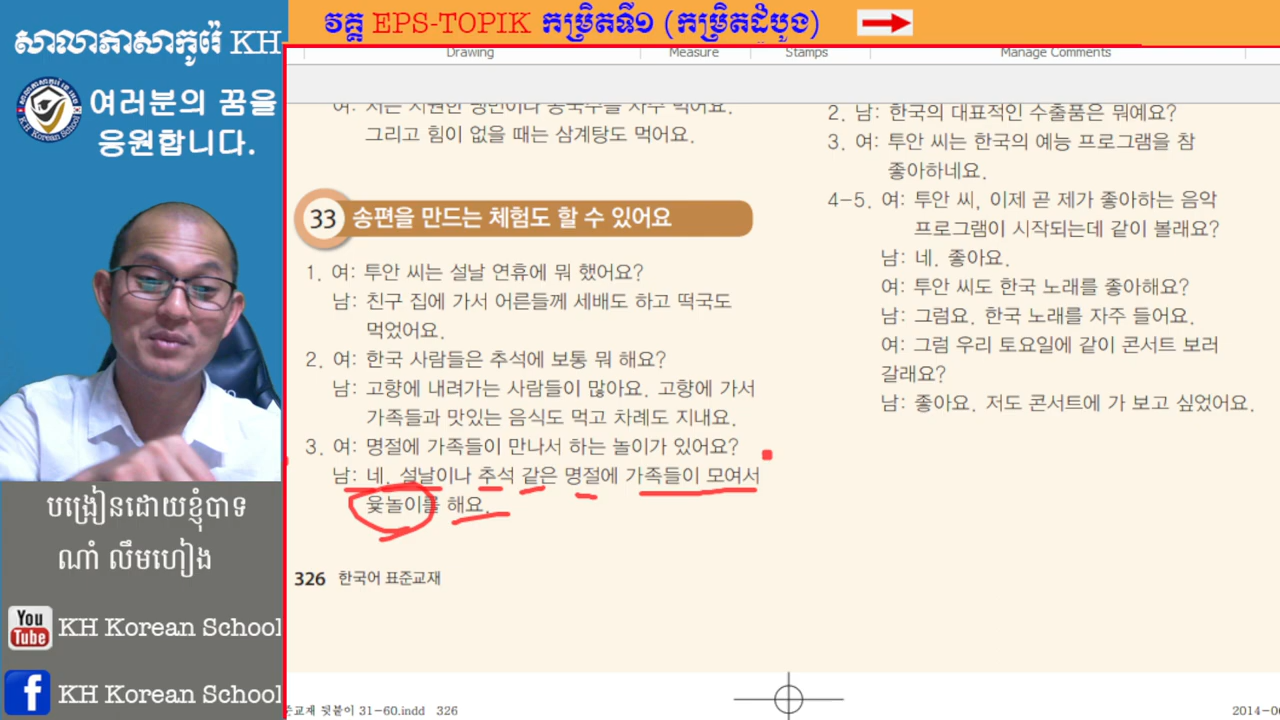 សាលាភាសាកូរ៉េ KH
여러분의 꿈을
응원합니다.
វគ្គ EPS-TOPIK កម្រិតទី១ (កម្រិតដំបូង)
Drawing Measure Stamps Manage Comments
그리고 힘이 없을 때는 삼계탕도 먹어요.
33 송편을 만드는 체험도 할 수 있어요
1. 여: 투안 씨는 설날 연휴에 뭐 했어요?
남: 친구 집에 가서 어른들께 세배도 하고 떡국도
먹었어요.
2. 여: 한국 사람들은 추석에 보통 뭐 해요?
남: 고향에 내려가는 사람들이 많아요. 고향에 가서
가족들과 맛있는 음식도 먹고 차례도 지내요.
3. 여: 명절에 가족들이 만나서 하는 놀이가 있어요?
남: 네. 설날이나 추석 같은 명절에 가족들이 모여서
윷놀이를 해요.
326 한국어 표준교재
2. 남: 한국의 대표적인 수출품은 뭐예요?
3. 여: 투안 씨는 한국의 예능 프로그램을 참
좋아하네요.
4-5. 여: 투안 씨, 이제 곧 제가 좋아하는 음악
프로그램이 시작되는데 같이 볼래요?
남: 네. 좋아요.
여: 투안 씨도 한국 노래를 좋아해요?
남: 그럼요. 한국 노래를 자주 들어요.
여: 그럼 우리 토요일에 같이 콘서트 보러
갈래요?
남: 좋아요. 저도 콘서트에 가 보고 싶었어요.
បង្រៀនដោយខ្ញុំបាទ
ណាំ លឹមហៀង
You Tube KH Korean School
f KH Korean School
뒷붙이 31-60.indd 326